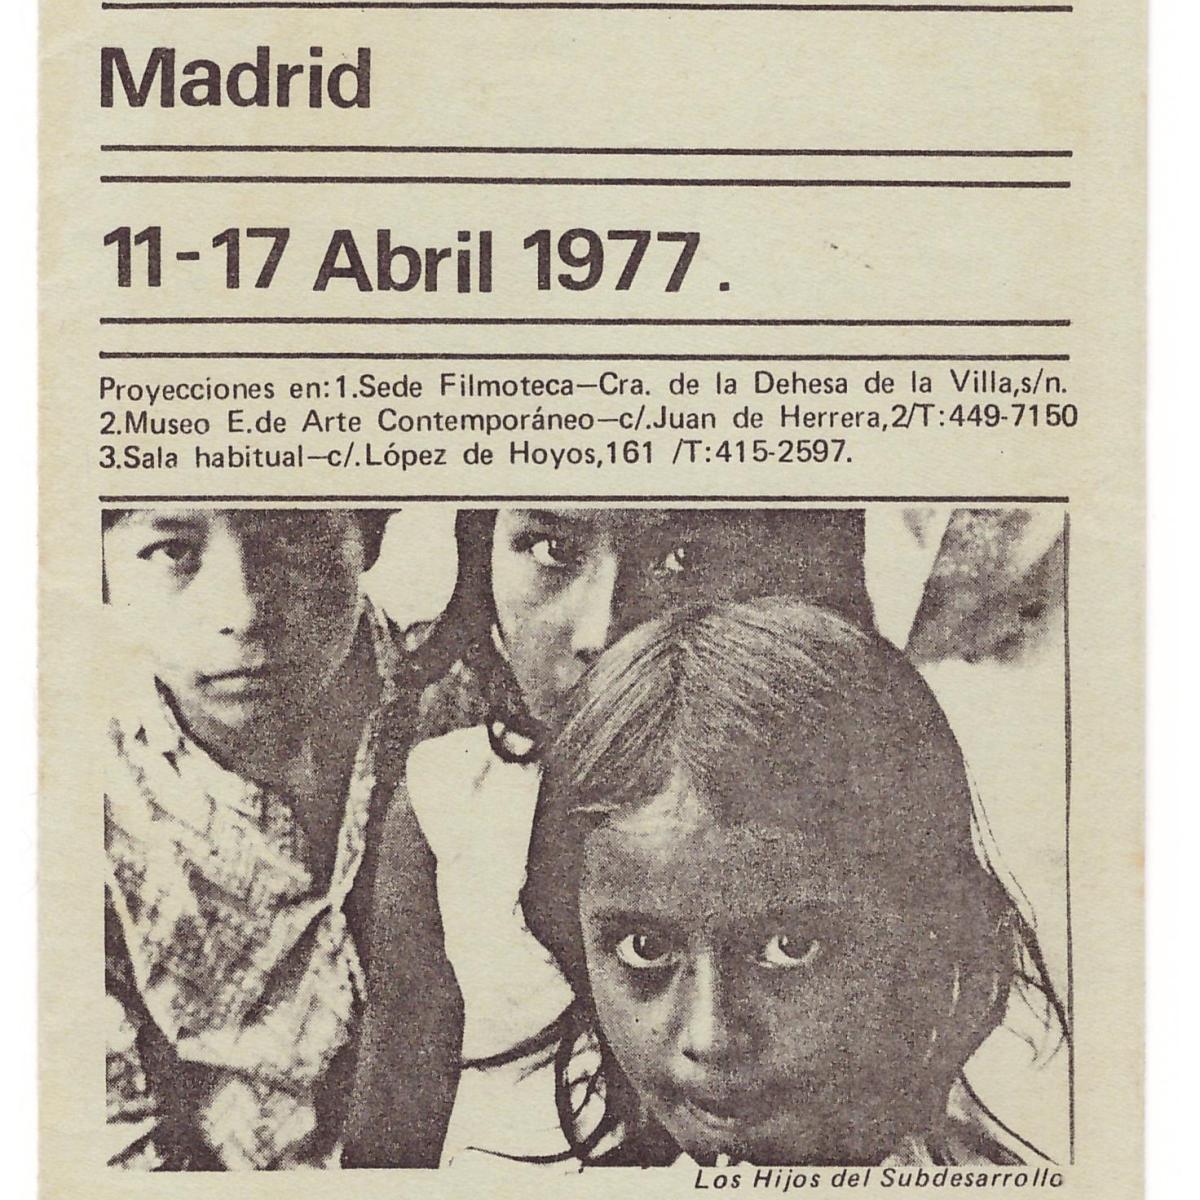 Madrid
11-17 Abril 1977.
Proyecciones en:1.Sede Filmoteca—Cra. de la Dehesa de la Villa,s/n.
2.Museo E.de Arte Contemporáneo—c/.Juan de Herrera,2/T:449-7150
3.Sala habitual—c/.López de Hoyos,161 /T:415-2597.
Los Hijos del Subdesarrollo